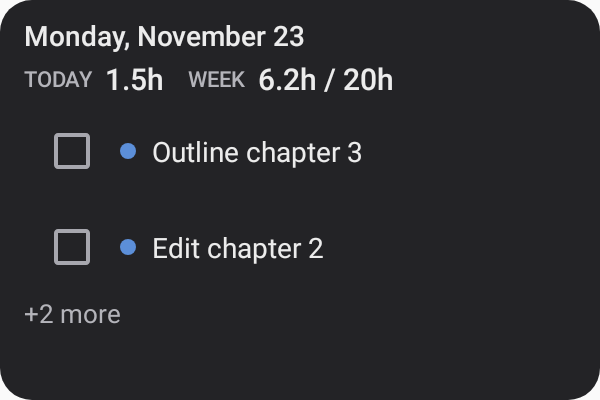 Monday, November 23
TODAY 1.5h WEEK 6.2h / 20h
Outline chapter 3
Edit chapter 2
+2 more